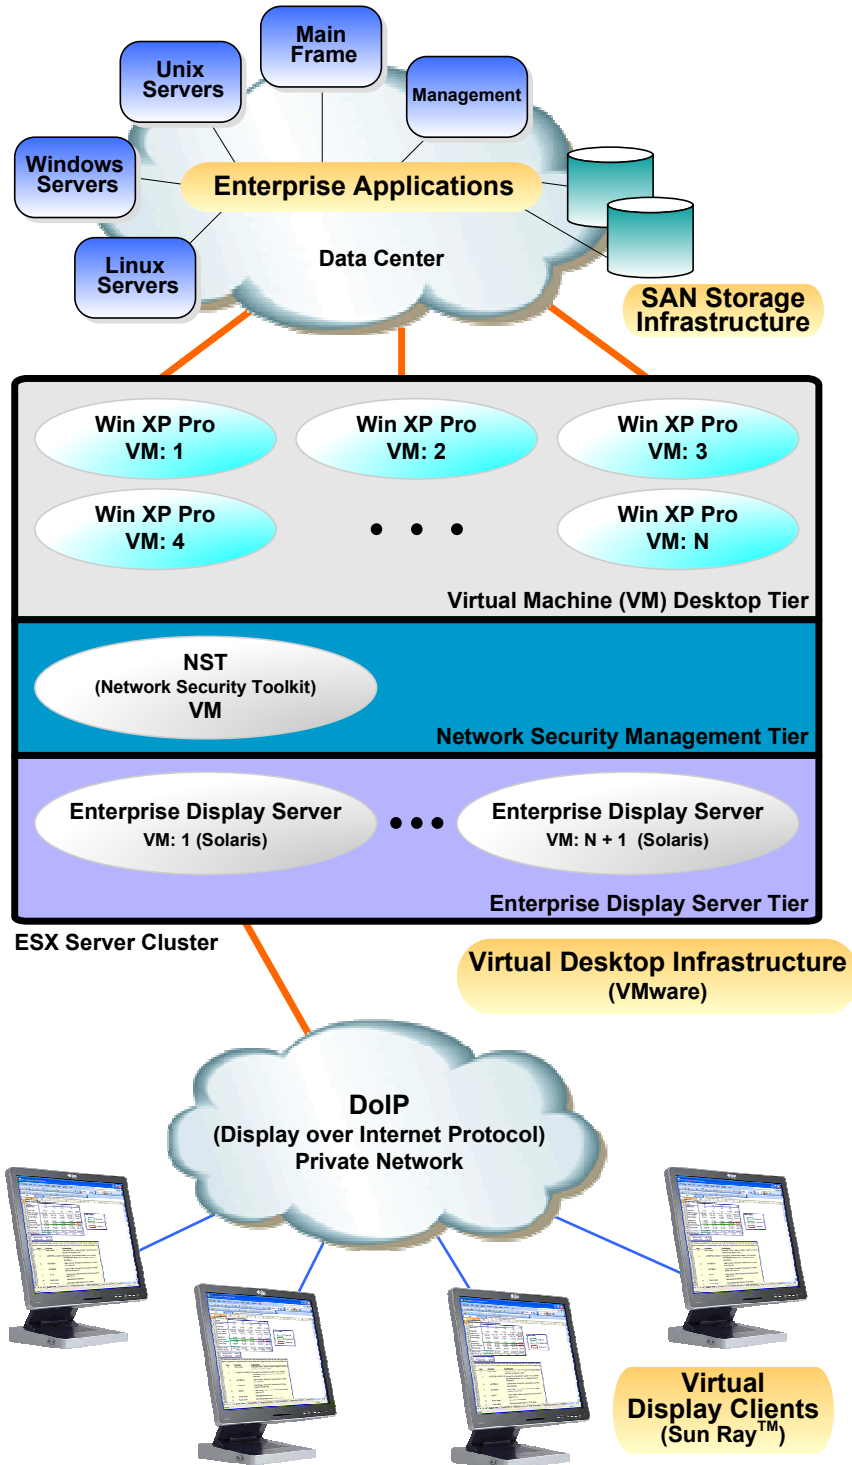 Main
Frame
Unix
Servers
Management
Windows
Servers
Enterprise Applications
Linux
Servers
Data Center
SAN Storage
Infrastructure
Win XP Pro
VM: 1
Win XP Pro
VM: 2
Win XP Pro
VM: 3
Win XP Pro
VM: 4
• • •
Win XP Pro
VM: N
Virtual Machine (VM) Desktop Tier
NST
(Network Security Toolkit)
VM
Network Security Management Tier
Enterprise Display Server
VM: 1 (Solaris)
•••
Enterprise Display Server
VM: N + 1 (Solaris)
Enterprise Display Server Tier
ESX Server Cluster
Virtual Desktop Infrastructure
(VMware)
DoIP
(Display over Internet Protocol)
Private Network
Virtual
Display Clients
(Sun Ray™)